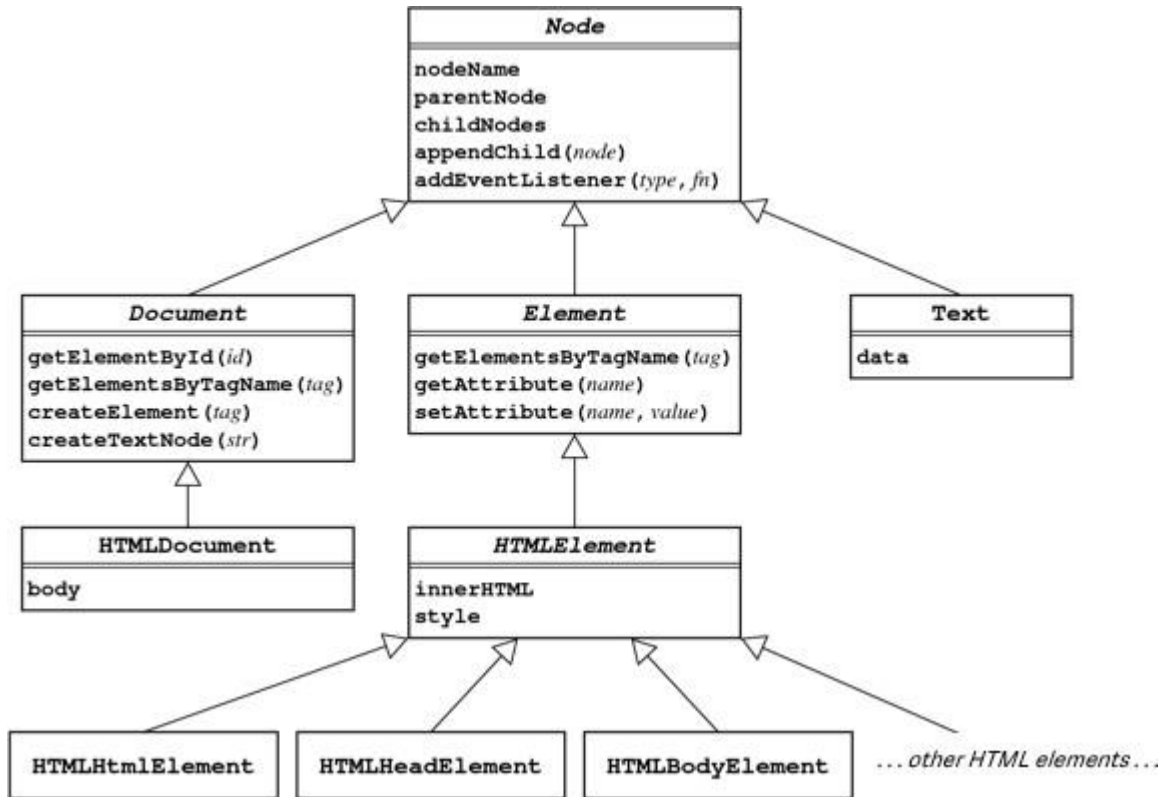 Node
nodeName
parentNode
childNodes
appendChild(node)
addEventListener(type, fn)
Document
getElementById(id)
getElementsByTagName(tag)
createElement(tag)
createTextNode(str)
Element
getElementsByTagName(tag)
getAttribute(name)
setAttribute(name, value)
Text
data
HTMLDocument
body
HTMLElement
innerHTML
style
HTMLHtmlElement
HTMLHeadElement
HTMLBodyElement
...other HTML elements...